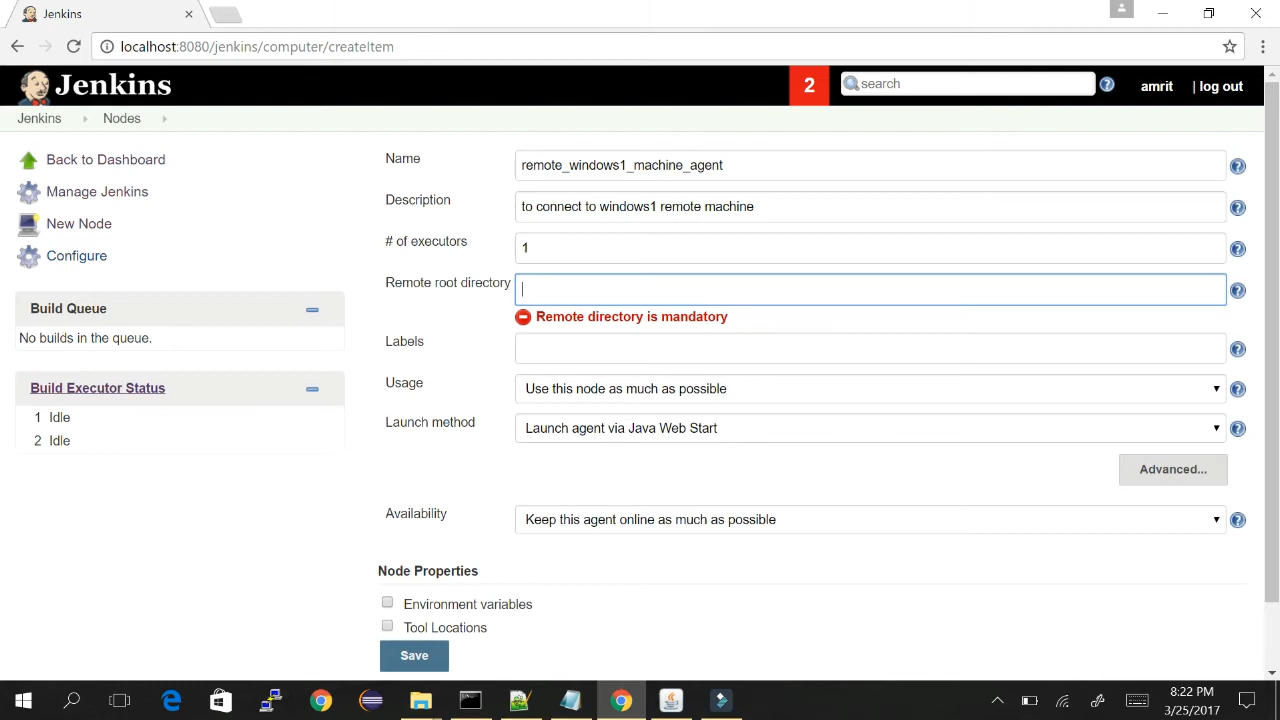 Jenkins
localhost:8080/jenkins/computer/createItem
Jenkins
2
search
amrit
| log out
Jenkins
Nodes
Back to Dashboard
Manage Jenkins
New Node
Configure
Build Queue
No builds in the queue.
Build Executor Status
1 Idle
2 Idle
Name
remote_windows1_machine_agent
Description
to connect to windows1 remote machine
# of executors
1
Remote root directory
Remote directory is mandatory
Labels
Usage
Use this node as much as possible
Launch method
Launch agent via Java Web Start
Advanced...
Availability
Keep this agent online as much as possible
Node Properties
Environment variables
Tool Locations
Save
8:22 PM
3/25/2017